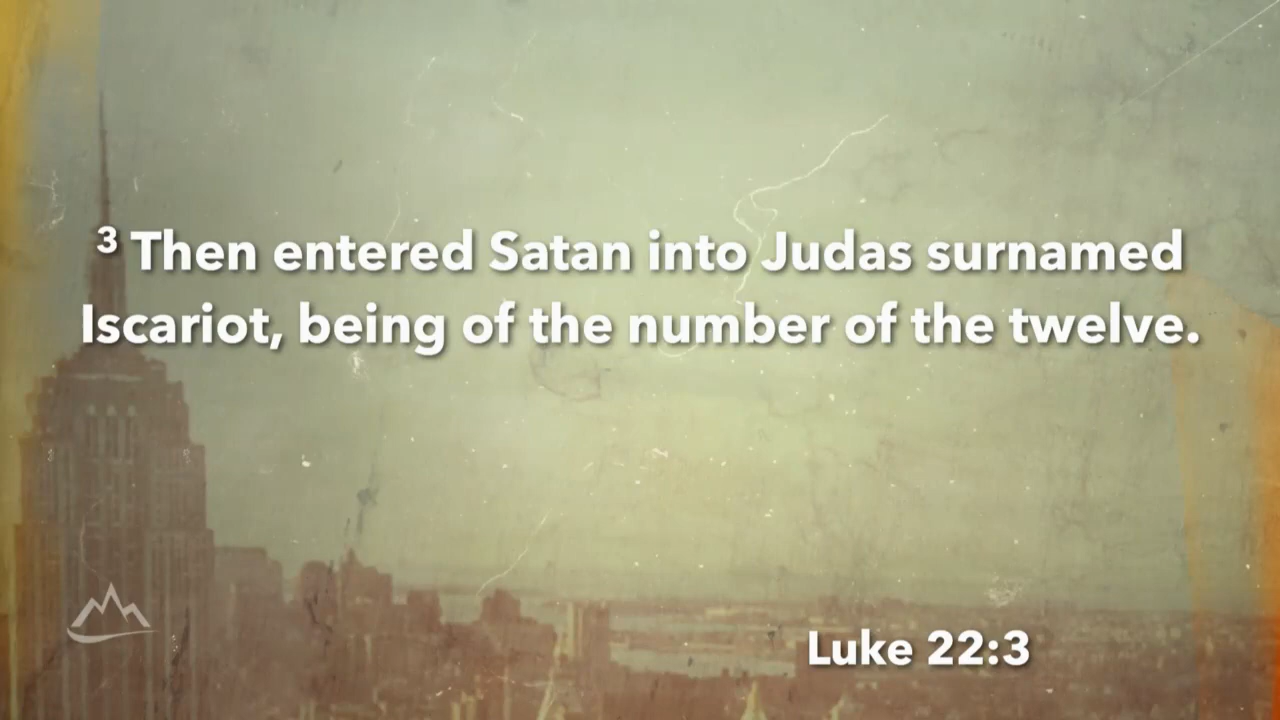 3 Then entered Satan into Judas surnamed
Iscariot, being of the number of the twelve.
Luke 22:3